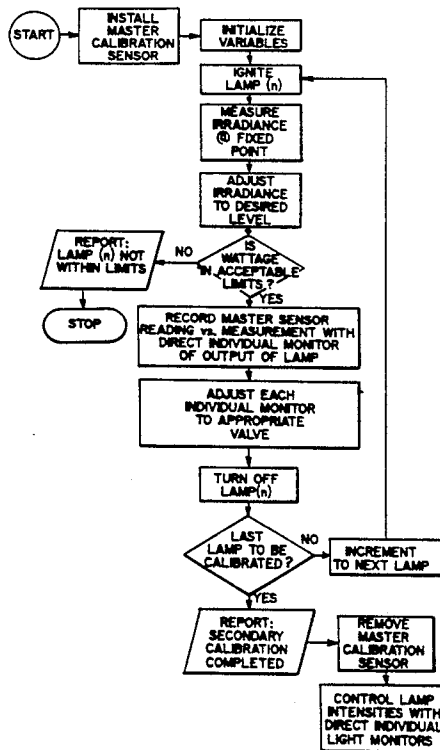 START
INSTALL
MASTER
CALIBRATION
SENSOR
INITIALIZE
VARIABLES
IGNITE
LAMP (n)
MEASURE
IRRADIANCE
@ FIXED
POINT
ADJUST
IRRADIANCE
TO DESIRED
LEVEL
IS
WATTAGE
IN ACCEPTABLE
LIMITS?
NO
REPORT:
LAMP (n) NOT
WITHIN LIMITS
STOP
YES
RECORD MASTER SENSOR
READING vs. MEASUREMENT WITH
DIRECT INDIVIDUAL MONITOR
OF OUTPUT OF LAMP
ADJUST EACH
INDIVIDUAL MONITOR
TO APPROPRIATE
VALVE
TURN OFF
LAMP(n)
LAST
LAMP TO BE
CALIBRATED?
NO
INCREMENT
TO NEXT LAMP
YES
REPORT:
SECONDARY
CALIBRATION
COMPLETED
REMOVE
MASTER
CALIBRATION
SENSOR
CONTROL LAMP
INTENSITIES WITH
DIRECT INDIVIDUAL
LIGHT MONITORS